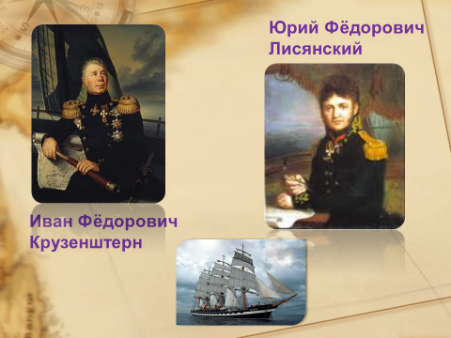 Юрий Фёдорович
Лисянский
Иван Фёдорович
Крузенштерн